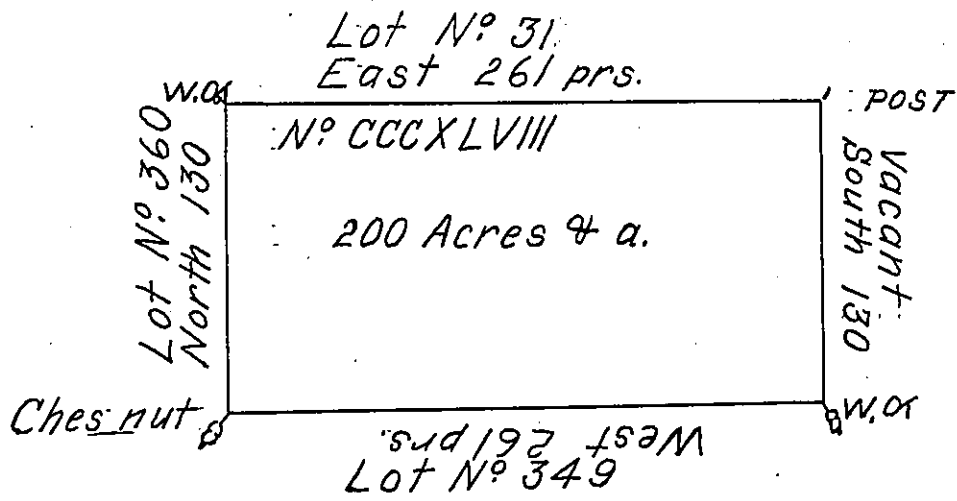 Lot Nº 31.
East 261 prs.
W.O.
POST
Nº CCCXLVIII
200 Acres & a.
Lot Nº 360
North 130
Vacant
South 130
Chesnut
W.O.
West 261 prs.
Lot Nº 349